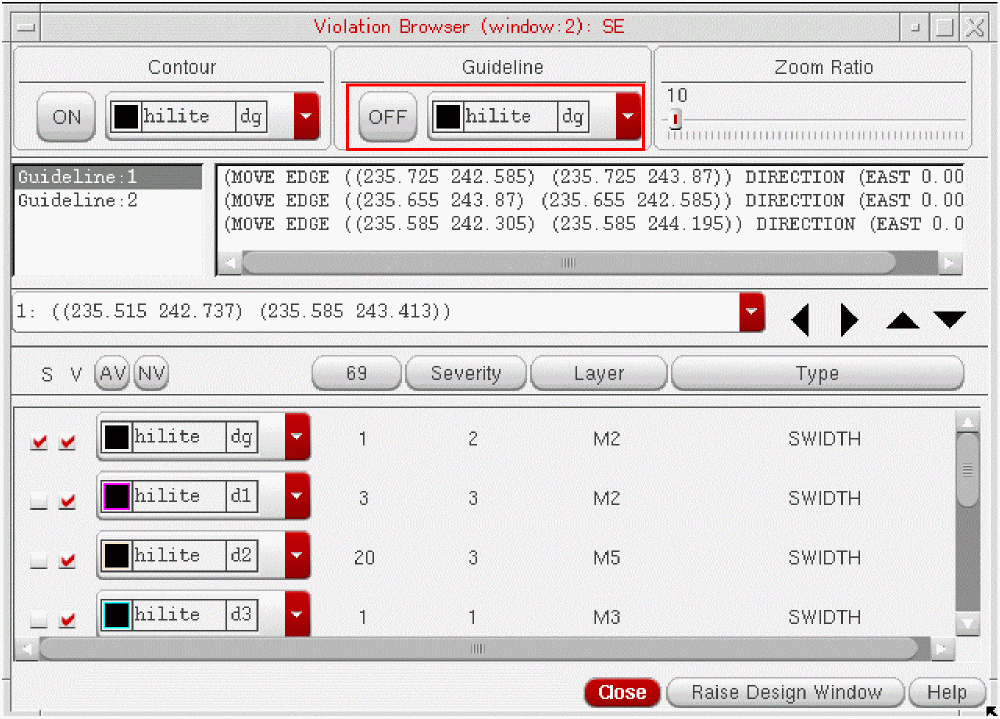 Violation Browser (window:2): SE
Contour Guideline Zoom Ratio
ON hilite dg OFF hilite dg 10
Guideline:1 (MOVE EDGE ((235.725 242.585) (235.725 243.87)) DIRECTION (EAST 0.00
Guideline:2 (MOVE EDGE ((235.655 243.87) (235.655 242.585)) DIRECTION (EAST 0.00
(MOVE EDGE ((235.585 242.305) (235.585 244.195)) DIRECTION (EAST 0.0
1: ((235.515 242.737) (235.585 243.413))
S V AV NV 69 Severity Layer Type
hilite dg 1 2 M2 SWIDTH
hilite d1 3 3 M2 SWIDTH
hilite d2 20 3 M5 SWIDTH
hilite d3 1 1 M3 SWIDTH
Close Raise Design Window Help